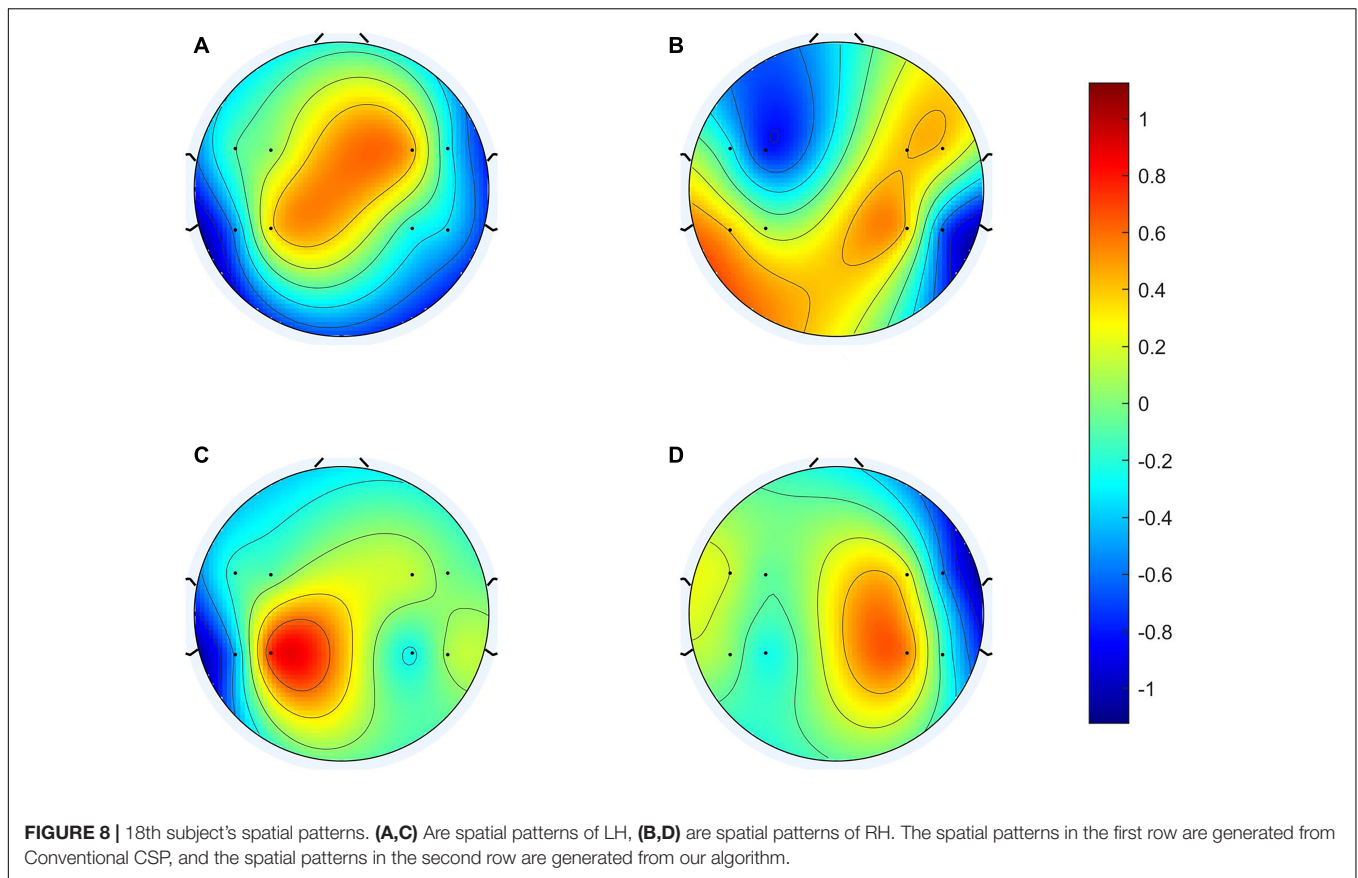 A
B
1
0.8
0.6
0.4
0.2
0
-0.2
-0.4
-0.6
-0.8
-1
C
D
FIGURE 8 | 18th subject's spatial patterns. (A,C) Are spatial patterns of LH, (B,D) are spatial patterns of RH. The spatial patterns in the first row are generated from
Conventional CSP, and the spatial patterns in the second row are generated from our algorithm.